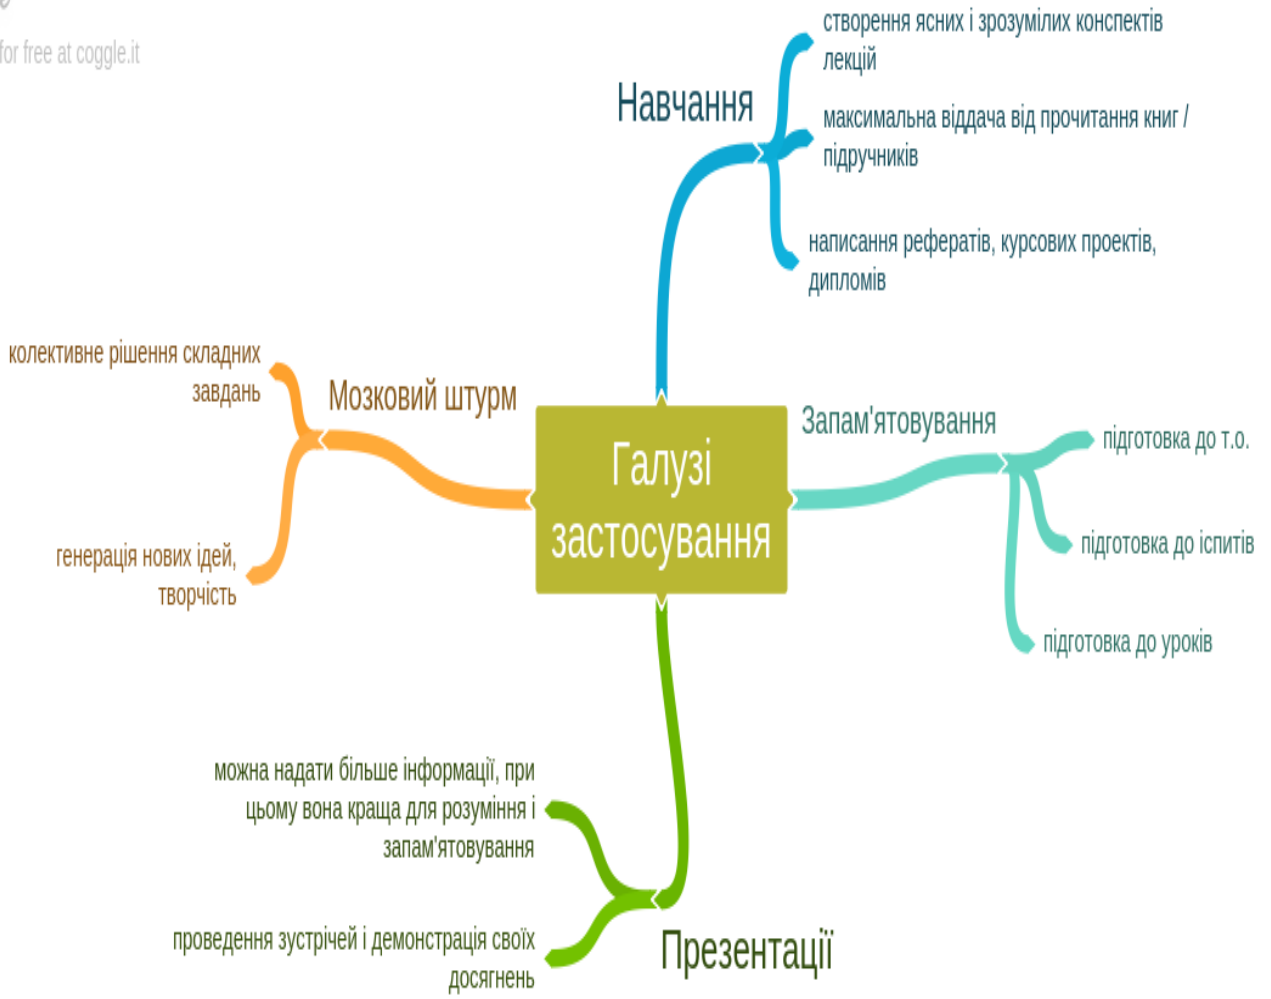 for free at coggle.it
Навчання
створення ясних і зрозумілих конспектів
лекцій
максимальна віддача від прочитання книг /
підручників
написання рефератів, курсових проектів,
дипломів
Мозковий штурм
колективне рішення складних
завдань
генерація нових ідей,
творчість
Галузі
застосування
Запам'ятовування
підготовка до т.о.
підготовка до іспитів
підготовка до уроків
можна надати більше інформації, при
цьому вона краща для розуміння і
запам'ятовування
проведення зустрічей і демонстрація своїх
досягнень
Презентації